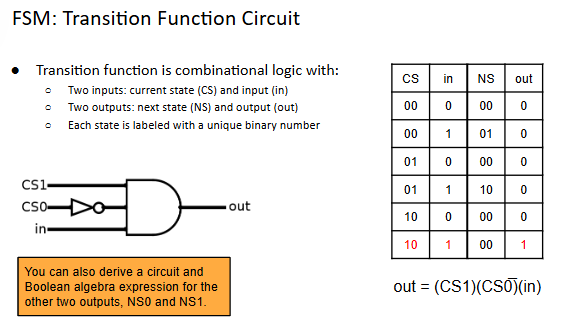 FSM: Transition Function Circuit
● Transition function is combinational logic with:
○ Two inputs: current state (CS) and input (in)
○ Two outputs: next state (NS) and output (out)
○ Each state is labeled with a unique binary number
CS1
CS0
in
out
You can also derive a circuit and
Boolean algebra expression for the
other two outputs, NS0 and NS1.
CS in NS out
00 0 00 0
00 1 01 0
01 0 00 0
01 1 10 0
10 0 00 0
10 1 00 1
out = (CS1)(CS0̅)(in)